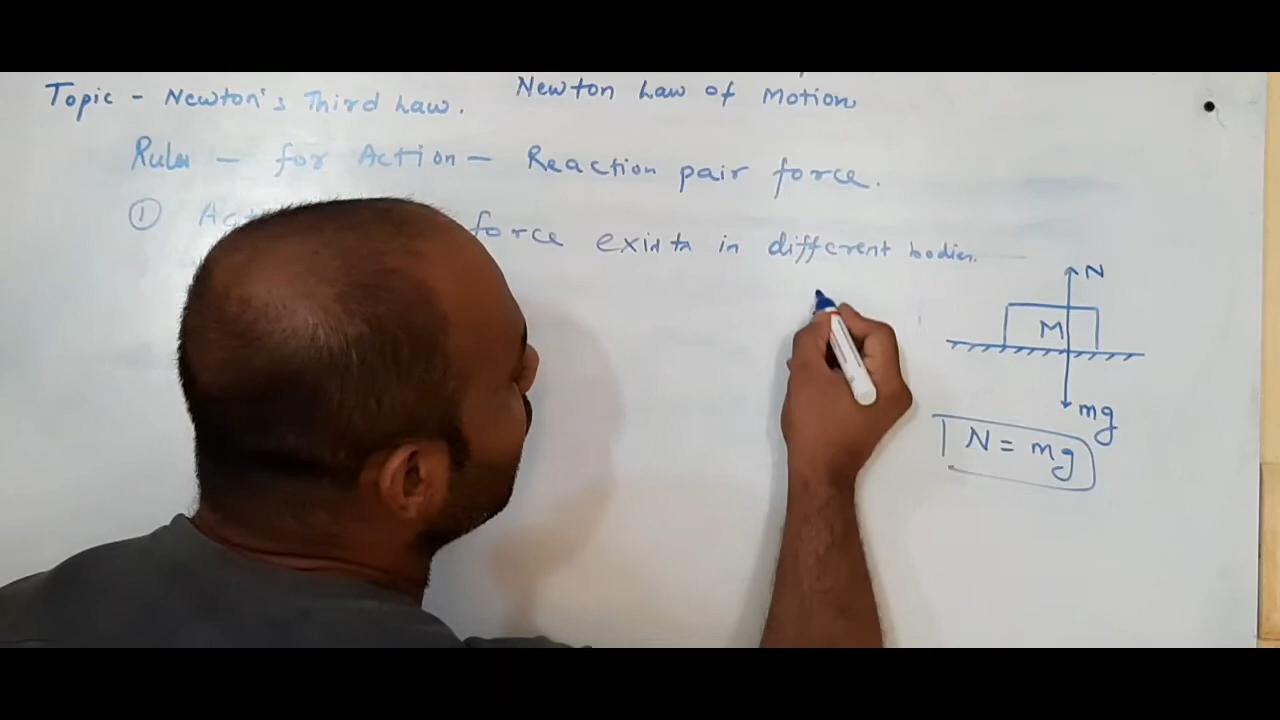 Newton Law of Motion
Topic - Newton's Third Law.
Rules - for Action - Reaction pair force.
① force exists in different bodies.
N
M
mg
N = mg